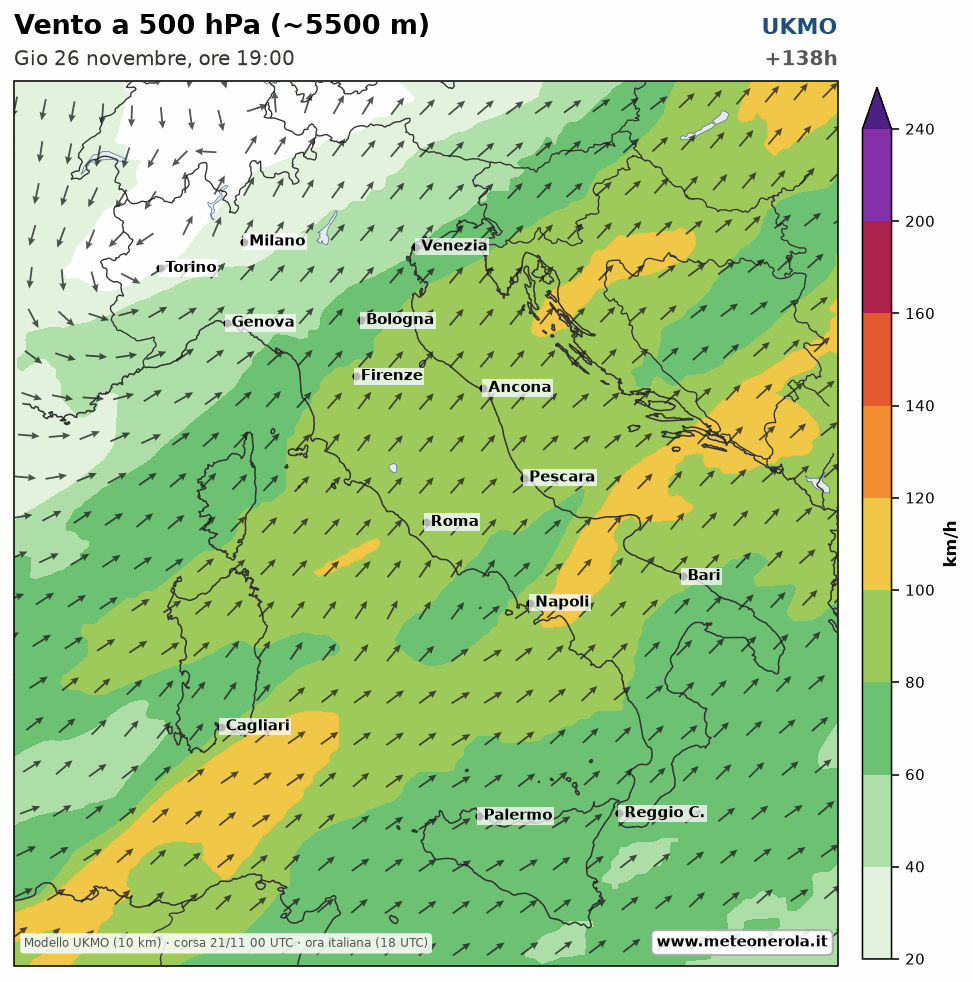 Vento a 500 hPa (~5500 m)
UKMO
Gio 26 novembre, ore 19:00
+138h
Milano
Venezia
Torino
Genova
Bologna
Firenze
Ancona
Pescara
Roma
Bari
Napoli
Cagliari
Palermo
Reggio C.
240
200
160
140
120
100
80
60
40
20
km/h
Modello UKMO (10 km) · corsa 21/11 00 UTC · ora italiana (18 UTC)
www.meteonerola.it